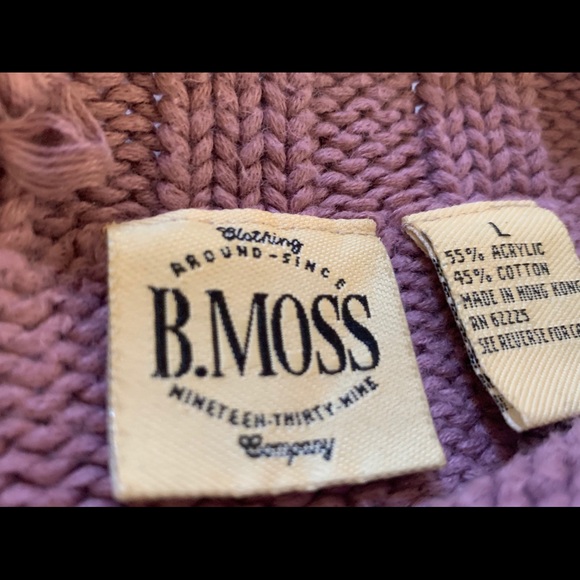 Clothing
AROUND-SINCE
B.MOSS
NINETEEN-THIRTY-NINE
Company
L
55% ACRYLIC
45% COTTON
MADE IN HONG KONG
RN 62225
SEE REVERSE FOR CA